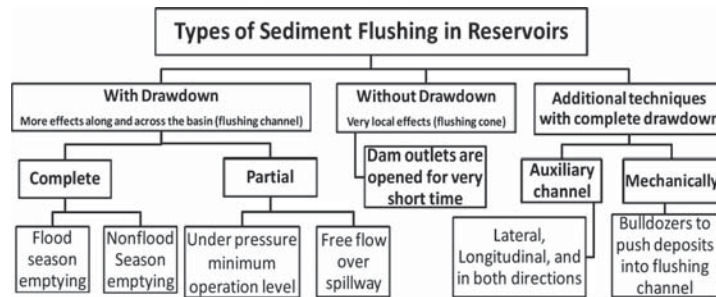 Types of Sediment Flushing in Reservoirs
With Drawdown
More effects along and across the basin (flushing channel)
Without Drawdown
Very local effects (flushing cone)
Additional techniques
with complete drawdown
Complete
Partial
Dam outlets are
opened for very
short time
Auxiliary
channel
Mechanically
Flood
season
emptying
Nonflood
Season
emptying
Under pressure
minimum
operation level
Free flow
over
spillway
Lateral,
Longitudinal, and
in both directions
Bulldozers to
push deposits
into flushing
channel